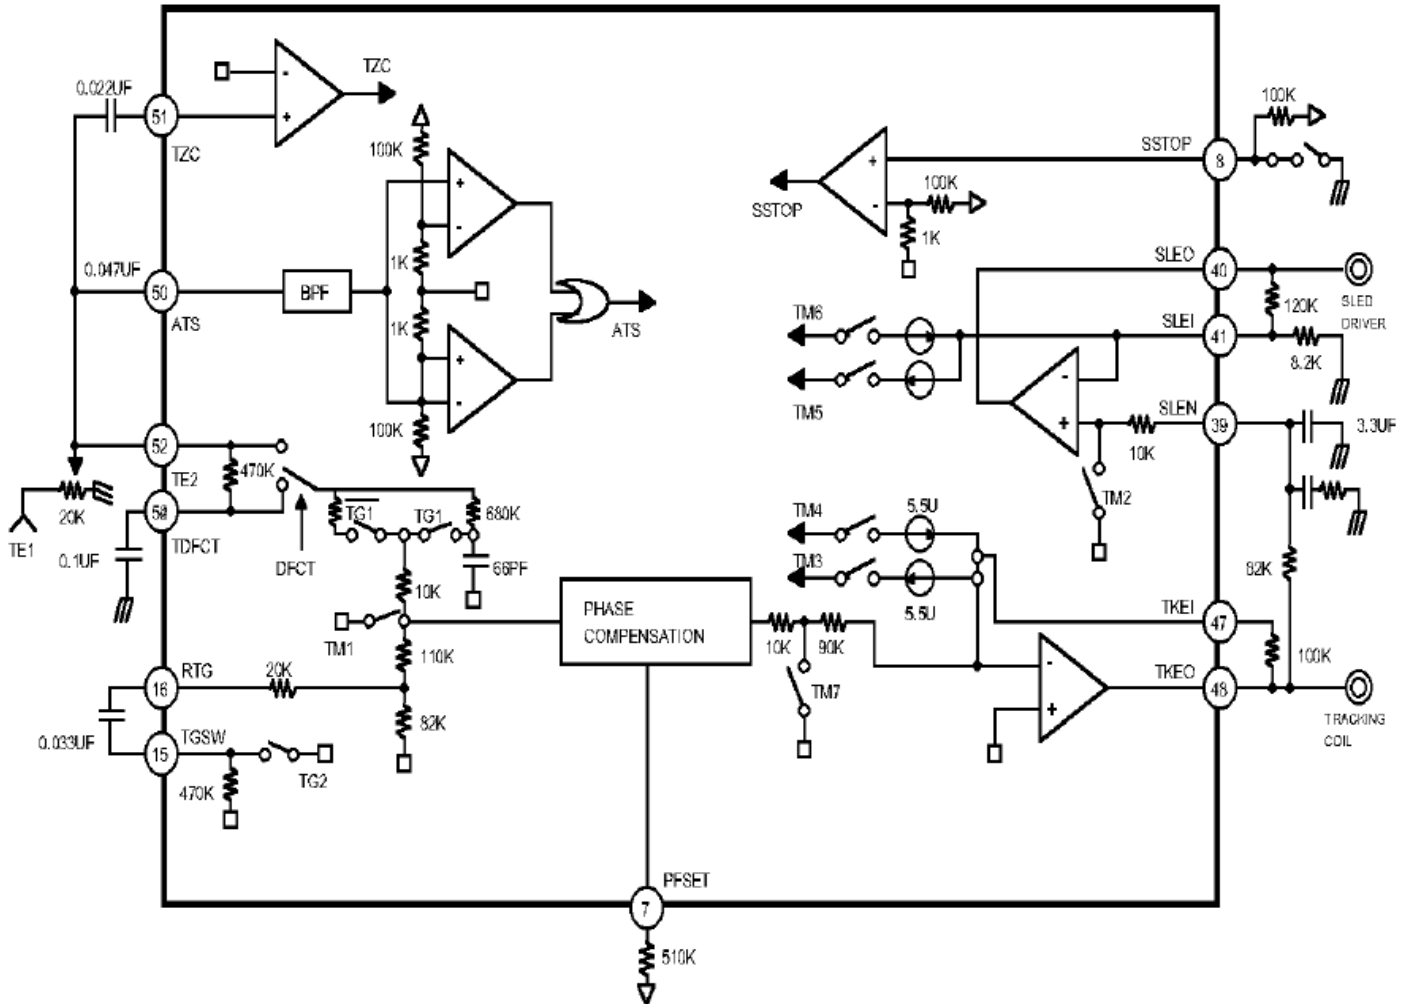 0.022UF
51
TZC
-
+
TZC
100K
+
-
1K
1K
+
-
100K
0.047UF
50
ATS
BPF
ATS
52
TE2
470K
20K
TE1
TDFCT
0.1UF
DFCT
TG1
TG1
680K
66PF
10K
TM1
110K
16
RTG
20K
82K
0.033UF
15
TGSW
470K
TG2
PHASE
COMPENSATION
PFSET
7
510K
SSTOP
+
-
100K
1K
SSTOP
8
100K
SLEO
40
SLED
DRIVER
120K
TM6
SLEI
41
8.2K
TM5
-
+
SLEN
39
3.3UF
10K
TM2
TM4
5.5U
TM3
5.5U
82K
TKEI
47
10K
90K
TM7
-
+
100K
TKEO
48
TRACKING
COIL